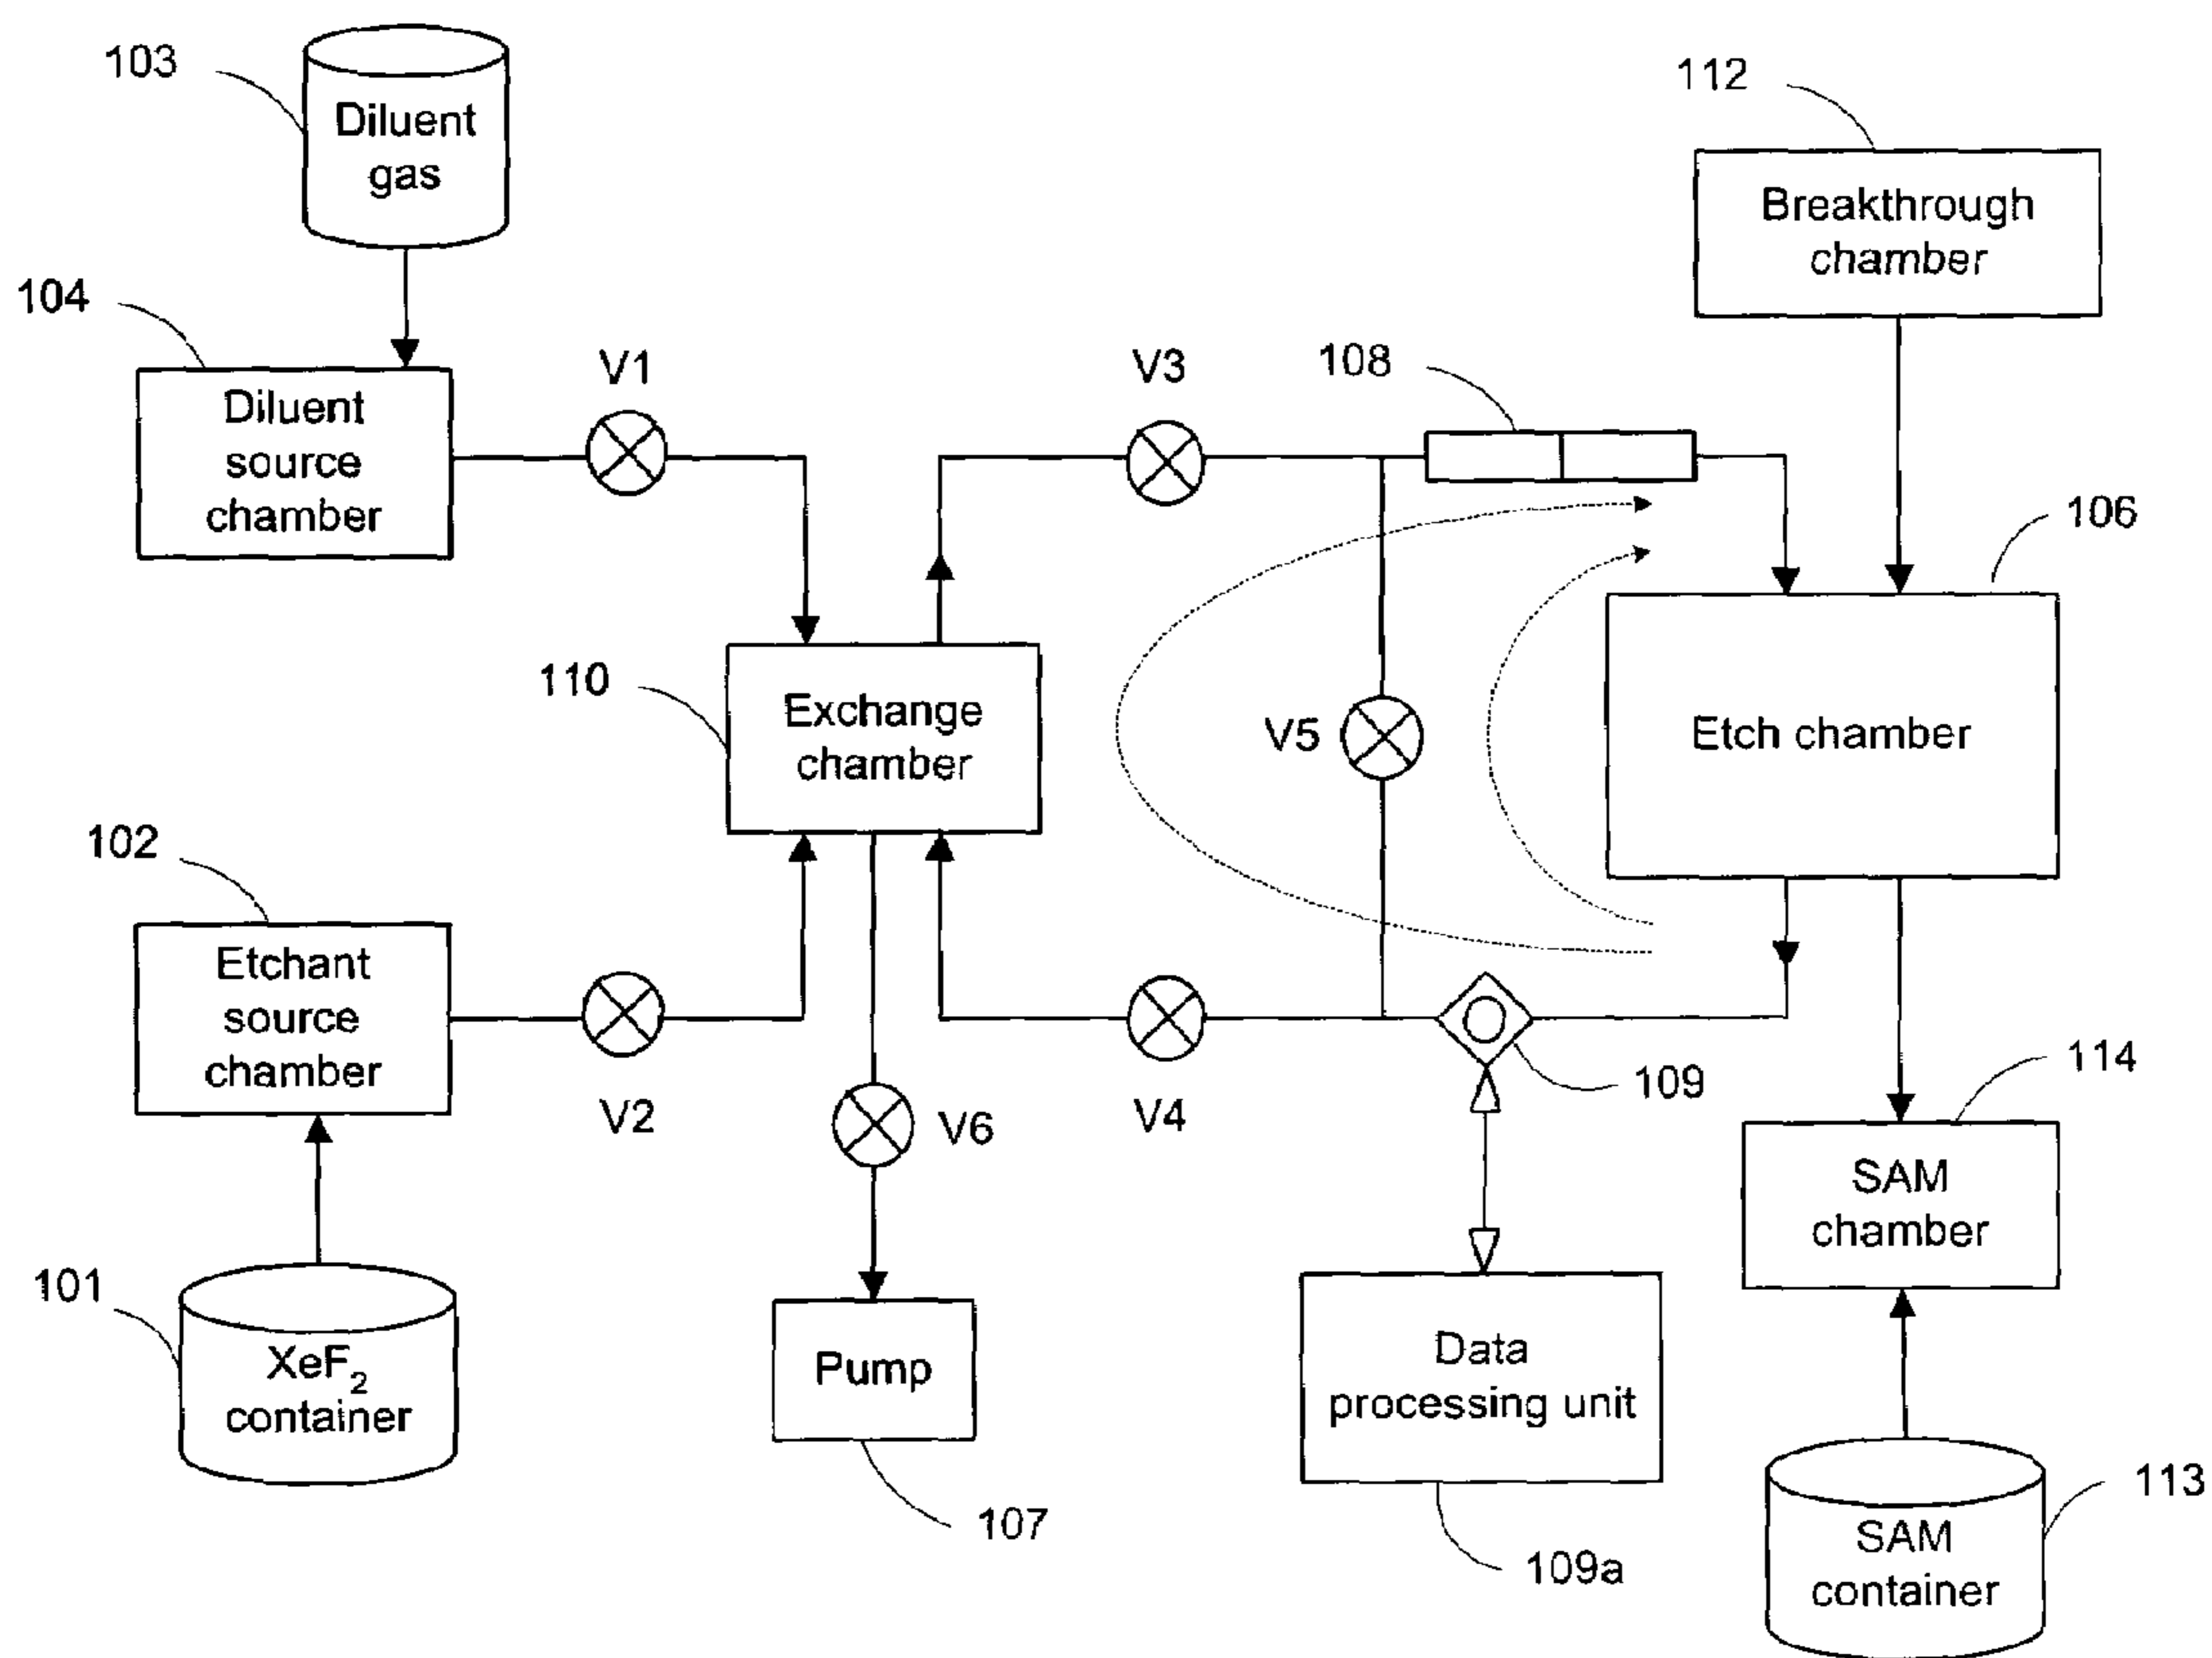 103
Diluent
gas
112
Breakthrough
chamber
104
Diluent
source
chamber
V1
V3
108
106
110
Exchange
chamber
V5
Etch chamber
102
Etchant
source
chamber
V2
V6
V4
109
114
SAM
chamber
101
XeF2
container
Pump
107
Data
processing unit
109a
113
SAM
container